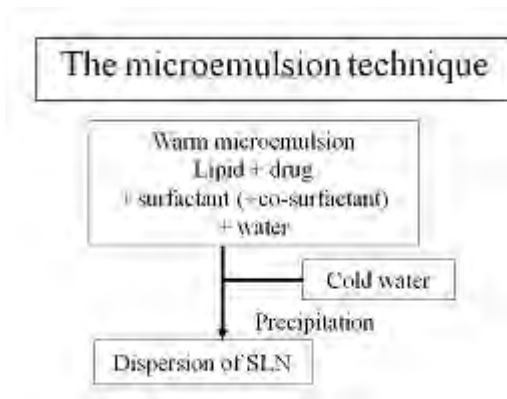 The microemulsion technique
Warm microemulsion
Lipid + drug
+ surfactant (+co-surfactant)
+ water
Cold water
Precipitation
Dispersion of SLN